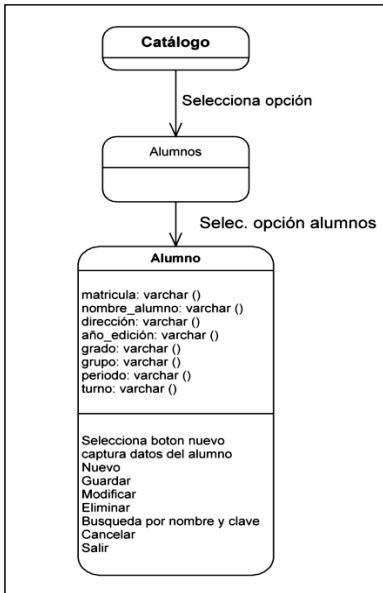 Catálogo
Selecciona opción
Alumnos
Selec. opción alumnos
Alumno
matricula: varchar ()
nombre_alumno: varchar ()
dirección: varchar ()
año_edición: varchar ()
grado: varchar ()
grupo: varchar ()
periodo: varchar ()
turno: varchar ()
Selecciona boton nuevo
captura datos del alumno
Nuevo
Guardar
Modificar
Eliminar
Busqueda por nombre y clave
Cancelar
Salir